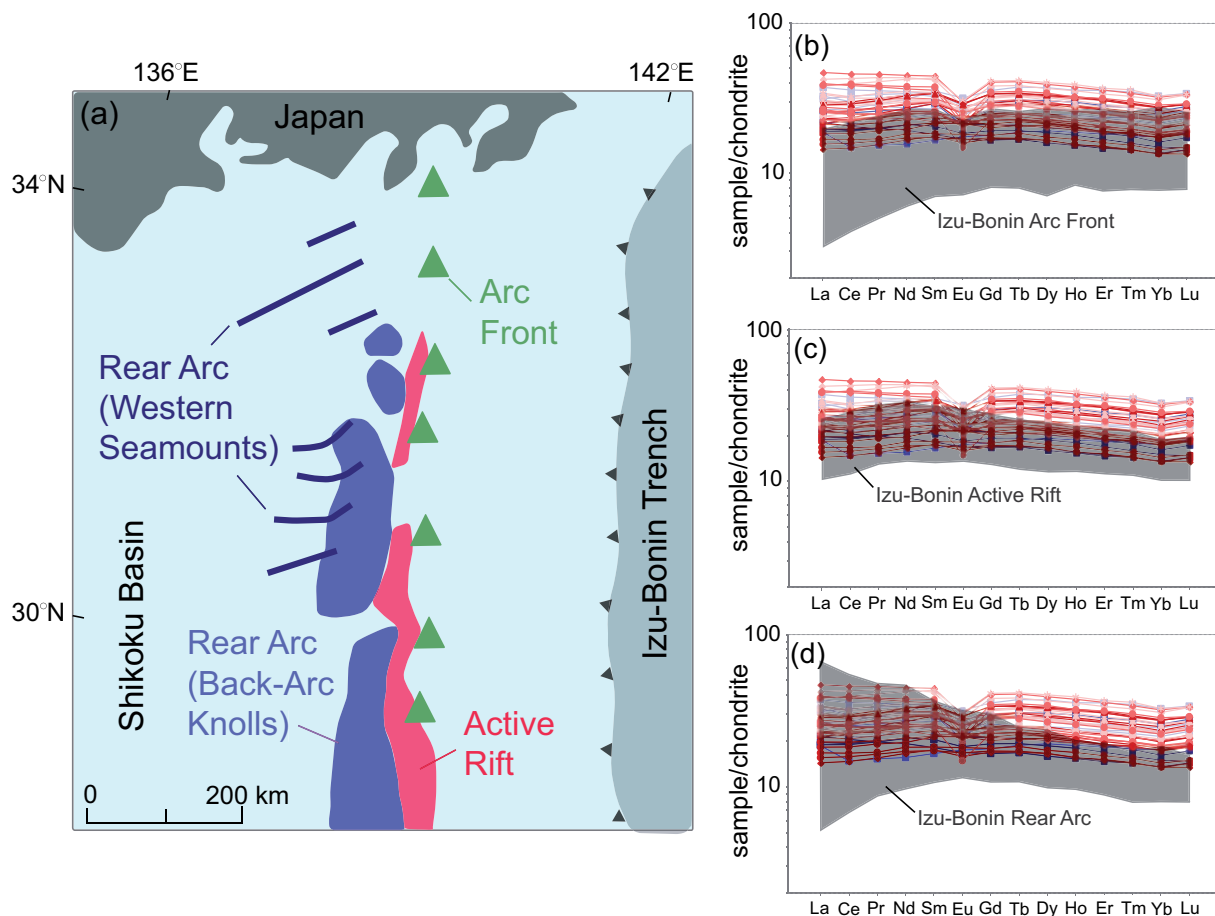 136°E
142°E
(a)
Japan
34°N
Arc
Front
Rear Arc
(Western
Seamounts)
Shikoku Basin
Izu-Bonin Trench
30°N
Rear Arc
(Back-Arc
Knolls)
Active
Rift
0
200 km
100
(b)
sample/chondrite
10
Izu-Bonin Arc Front
La Ce Pr Nd Sm Eu Gd Tb Dy Ho Er Tm Yb Lu
100
(c)
sample/chondrite
10
Izu-Bonin Active Rift
La Ce Pr Nd Sm Eu Gd Tb Dy Ho Er Tm Yb Lu
100
(d)
sample/chondrite
10
Izu-Bonin Rear Arc
La Ce Pr Nd Sm Eu Gd Tb Dy Ho Er Tm Yb Lu